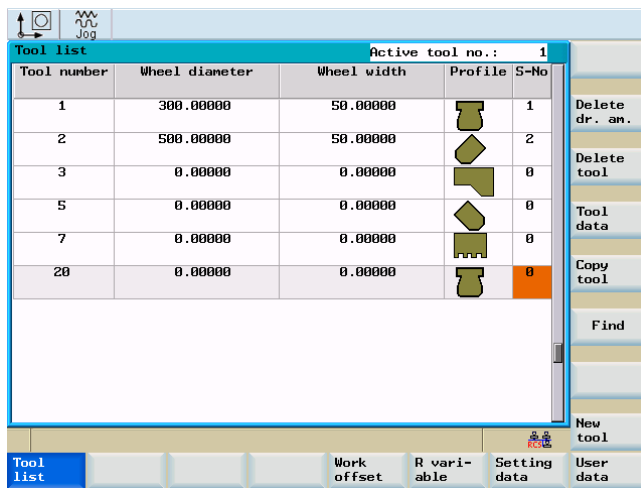 Jog
Tool list Active tool no.: 1
Tool number Wheel diameter Wheel width Profile S-No
1 300.00000 50.00000 1
2 500.00000 50.00000 2
3 0.00000 0.00000 0
5 0.00000 0.00000 0
7 0.00000 0.00000 0
20 0.00000 0.00000 0
Delete
dr. am.
Delete
tool
Tool
data
Copy
tool
Find
New
tool
RCS
Tool
list
Work
offset
R vari-
able
Setting
data
User
data